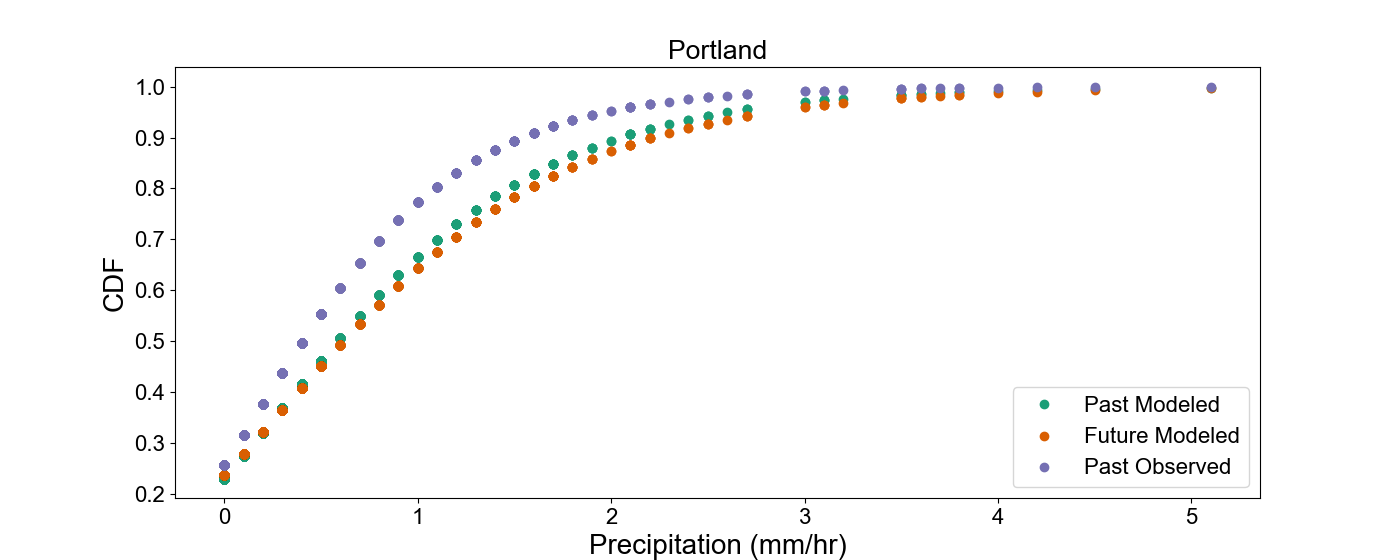 Portland
CDF
1.0
0.9
0.8
0.7
0.6
0.5
0.4
0.3
0.2
Past Modeled
Future Modeled
Past Observed
0 1 2 3 4 5
Precipitation (mm/hr)